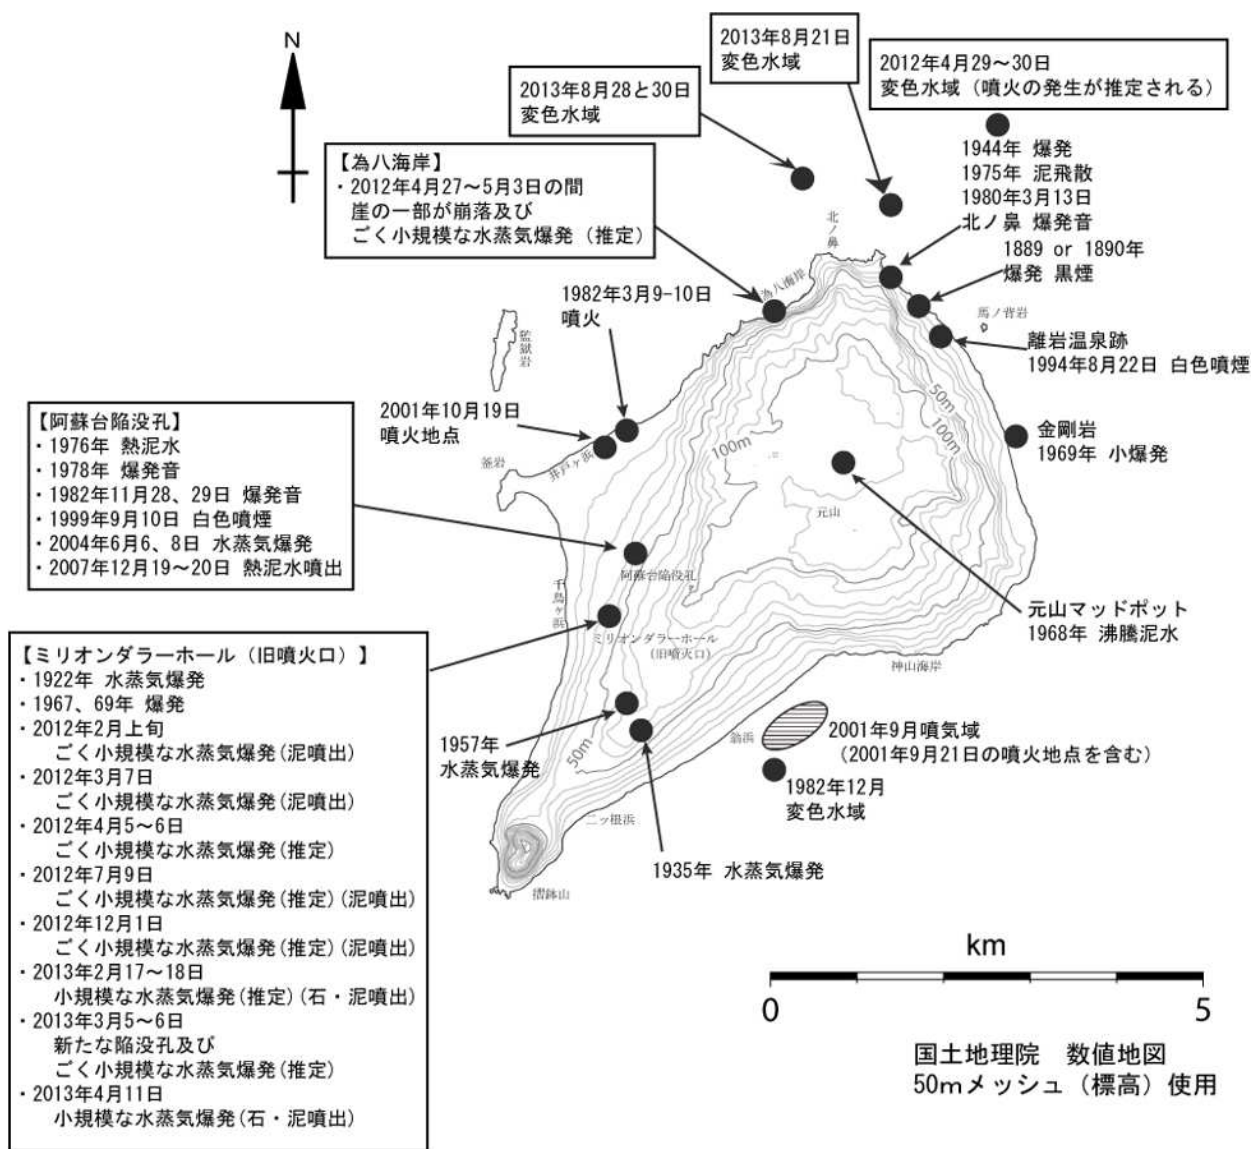 N
2013年8月21日
変色水域
2012年4月29～30日
変色水域（噴火の発生が推定される）
2013年8月28と30日
変色水域
【為八海岸】
・2012年4月27～5月3日の間
崖の一部が崩落及び
ごく小規模な水蒸気爆発（推定）
1944年 爆発
1975年 泥飛散
1980年3月13日
北ノ鼻 爆発音
1889 or 1890年
爆発 黒煙
北ノ鼻
為八海岸
馬ノ背岩
離岩温泉跡
1994年8月22日 白色噴煙
1982年3月9-10日
噴火
監獄岩
2001年10月19日
噴火地点
釜岩
井戸ヶ浜
50m
100m
100m
金剛岩
1969年 小爆発
【阿蘇台陥没孔】
・1976年 熱泥水
・1978年 爆発音
・1982年11月28、29日 爆発音
・1999年9月10日 白色噴煙
・2004年6月6、8日 水蒸気爆発
・2007年12月19～20日 熱泥水噴出
元山
阿蘇台陥没孔
千鳥ヶ浜
ミリオンダラーホール
（旧噴火口）
元山マッドポット
1968年 沸騰泥水
神山海岸
【ミリオンダラーホール（旧噴火口）】
・1922年 水蒸気爆発
・1967、69年 爆発
・2012年2月上旬
ごく小規模な水蒸気爆発(泥噴出)
・2012年3月7日
ごく小規模な水蒸気爆発(泥噴出)
・2012年4月5～6日
ごく小規模な水蒸気爆発(推定)
・2012年7月9日
ごく小規模な水蒸気爆発(推定)(泥噴出)
・2012年12月1日
ごく小規模な水蒸気爆発(推定)(泥噴出)
・2013年2月17～18日
小規模な水蒸気爆発(推定)(石・泥噴出)
・2013年3月5～6日
新たな陥没孔及び
ごく小規模な水蒸気爆発(推定)
・2013年4月11日
小規模な水蒸気爆発(石・泥噴出)
1957年
水蒸気爆発
50m
翁浜
2001年9月噴気域
（2001年9月21日の噴火地点を含む）
1982年12月
変色水域
二ッ根浜
1935年 水蒸気爆発
摺鉢山
km
0
5
国土地理院　数値地図
50mメッシュ（標高）使用